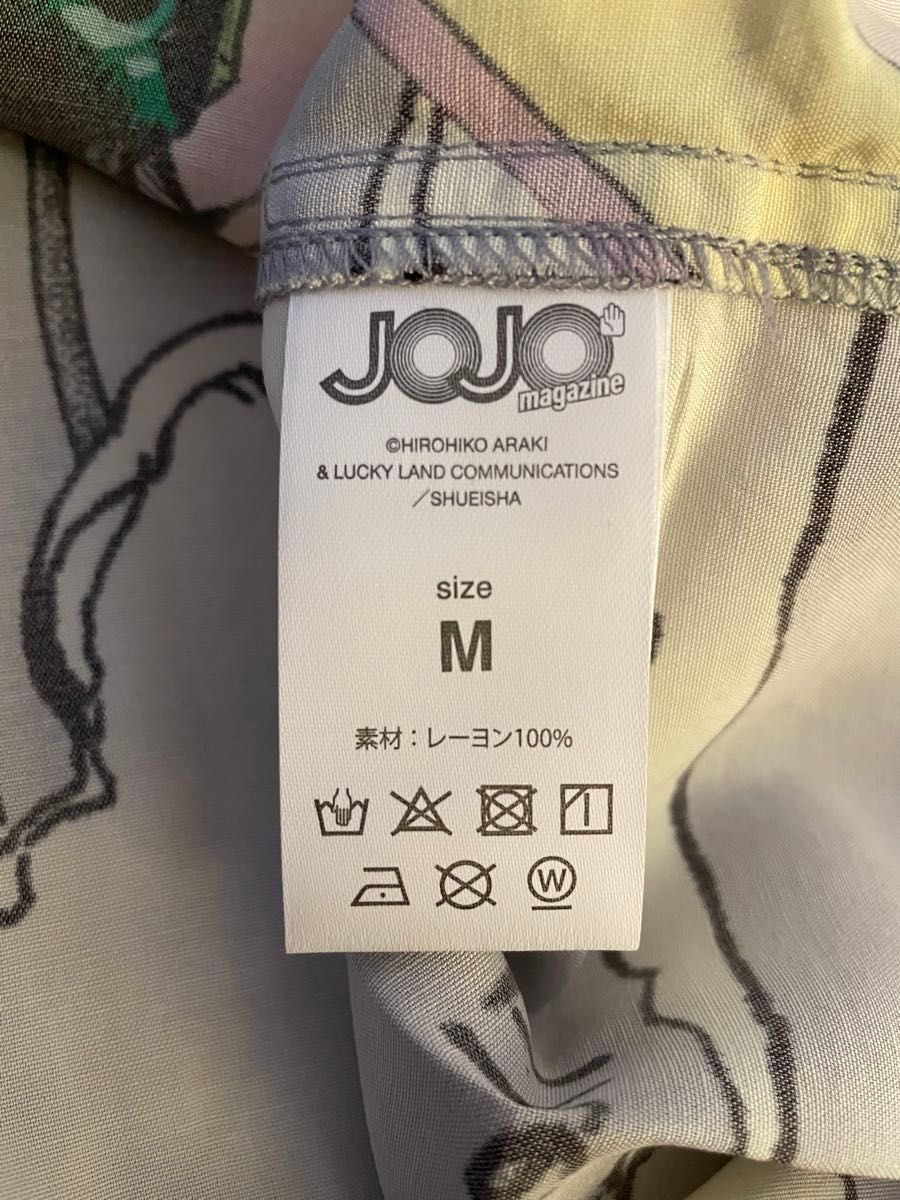 JOJO
magazine
©HIROHIKO ARAKI
& LUCKY LAND COMMUNICATIONS
/SHUEISHA
size
M
素材：レーヨン100%
W